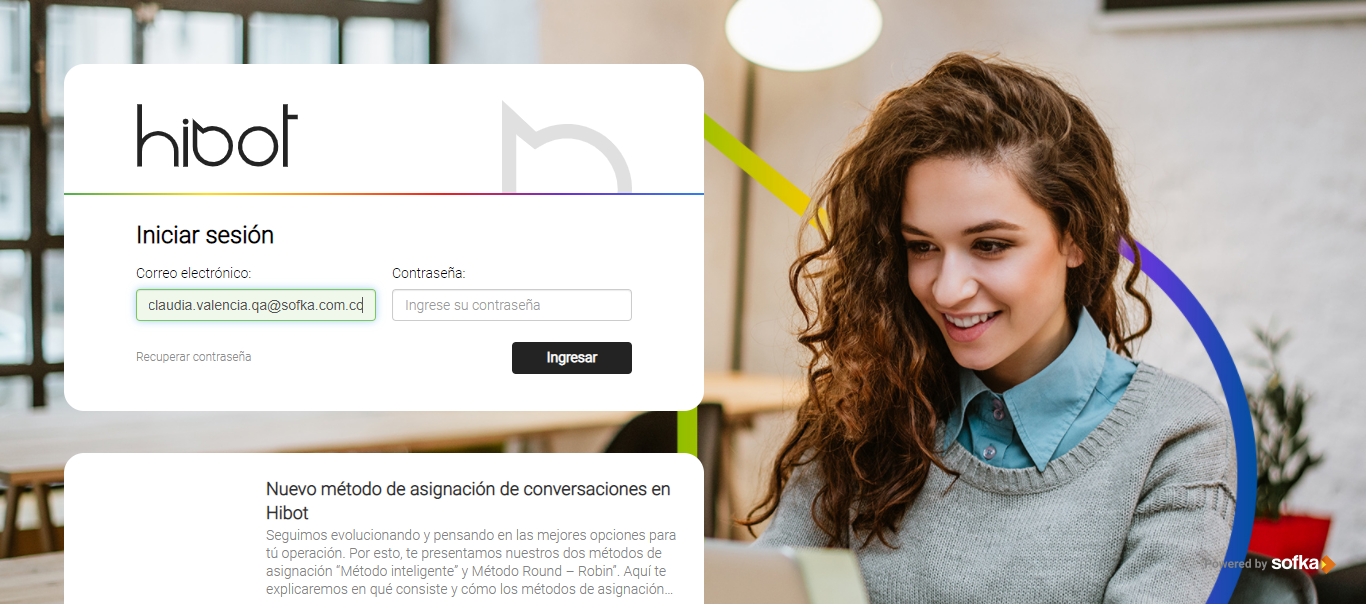 hibot
Iniciar sesión
Correo electrónico:
Contraseña:
claudia.valencia.qa@sofka.com.co
Ingrese su contraseña
Recuperar contraseña
Ingresar
Nuevo método de asignación de conversaciones en
Hibot
Seguimos evolucionando y pensando en las mejores opciones para
tú operación. Por esto, te presentamos nuestros dos métodos de
asignación “Método inteligente” y Método Round – Robin”. Aquí te
explicaremos en qué consiste y cómo los métodos de asignación...
Powered by sofka